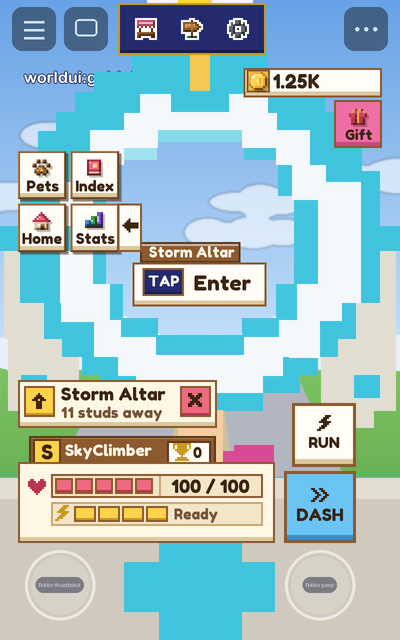 1.25K
Gift
Pets
Index
Home
Stats
Storm Altar
TAP Enter
Storm Altar
11 studs away
S SkyClimber 0
RUN
100 / 100
Ready
DASH
Roblox thumbstick
Roblox jump